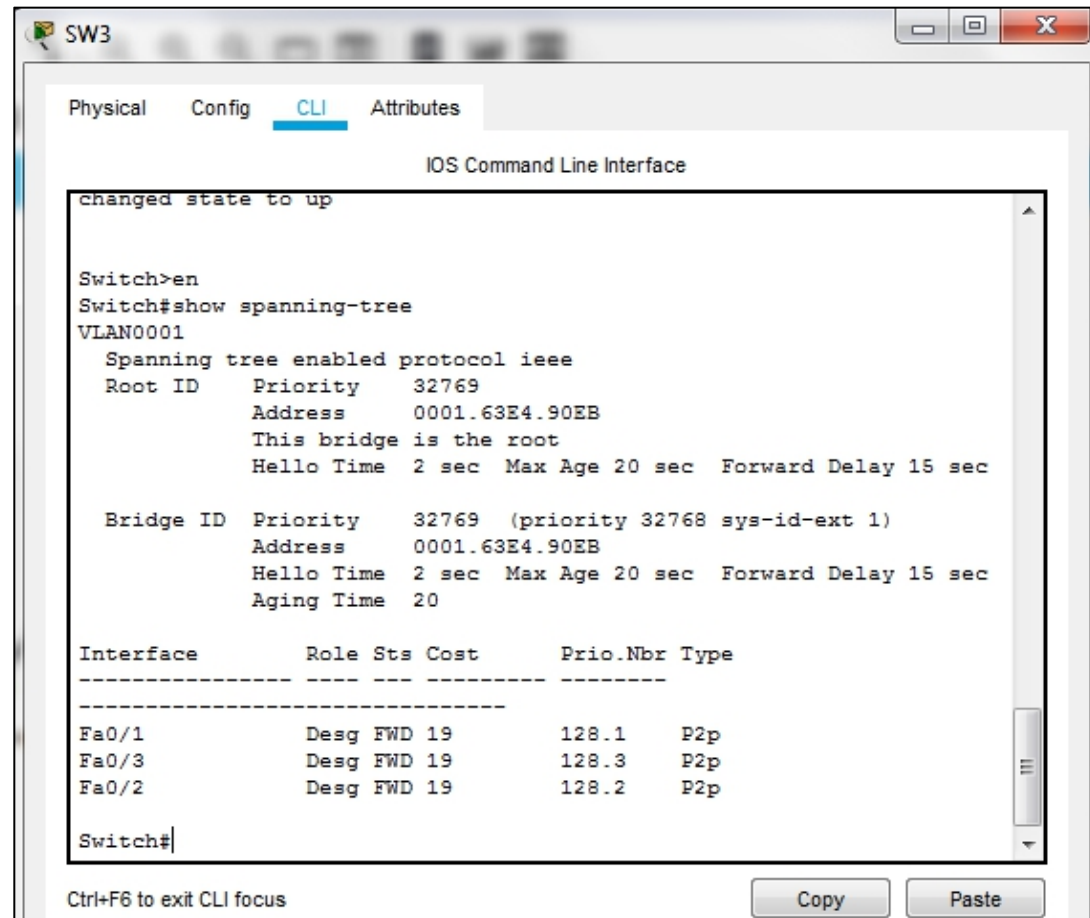 SW3
Physical Config CLI Attributes
IOS Command Line Interface
changed state to up
Switch>en
Switch#show spanning-tree
VLAN0001
  Spanning tree enabled protocol ieee
  Root ID    Priority    32769
             Address     0001.63E4.90EB
             This bridge is the root
             Hello Time  2 sec  Max Age 20 sec  Forward Delay 15 sec
  Bridge ID  Priority    32769  (priority 32768 sys-id-ext 1)
             Address     0001.63E4.90EB
             Hello Time  2 sec  Max Age 20 sec  Forward Delay 15 sec
             Aging Time  20
Interface        Role Sts Cost      Prio.Nbr Type
---------------- ---- --- --------- --------
--------------------------------
Fa0/1            Desg FWD 19        128.1    P2p
Fa0/3            Desg FWD 19        128.3    P2p
Fa0/2            Desg FWD 19        128.2    P2p
Switch#
Ctrl+F6 to exit CLI focus Copy Paste